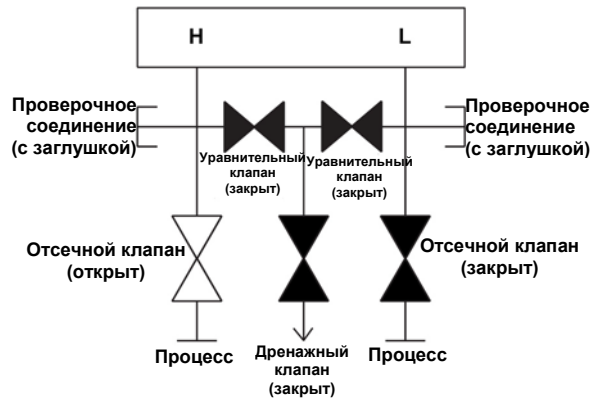 H L
Проверочное
соединение
(с заглушкой)
Проверочное
соединение
(с заглушкой)
Уравнительный
клапан
(закрыт)
Уравнительный
клапан
(закрыт)
Отсечной клапан
(открыт)
Отсечной клапан
(закрыт)
Процесс
Дренажный
клапан
(закрыт)
Процесс